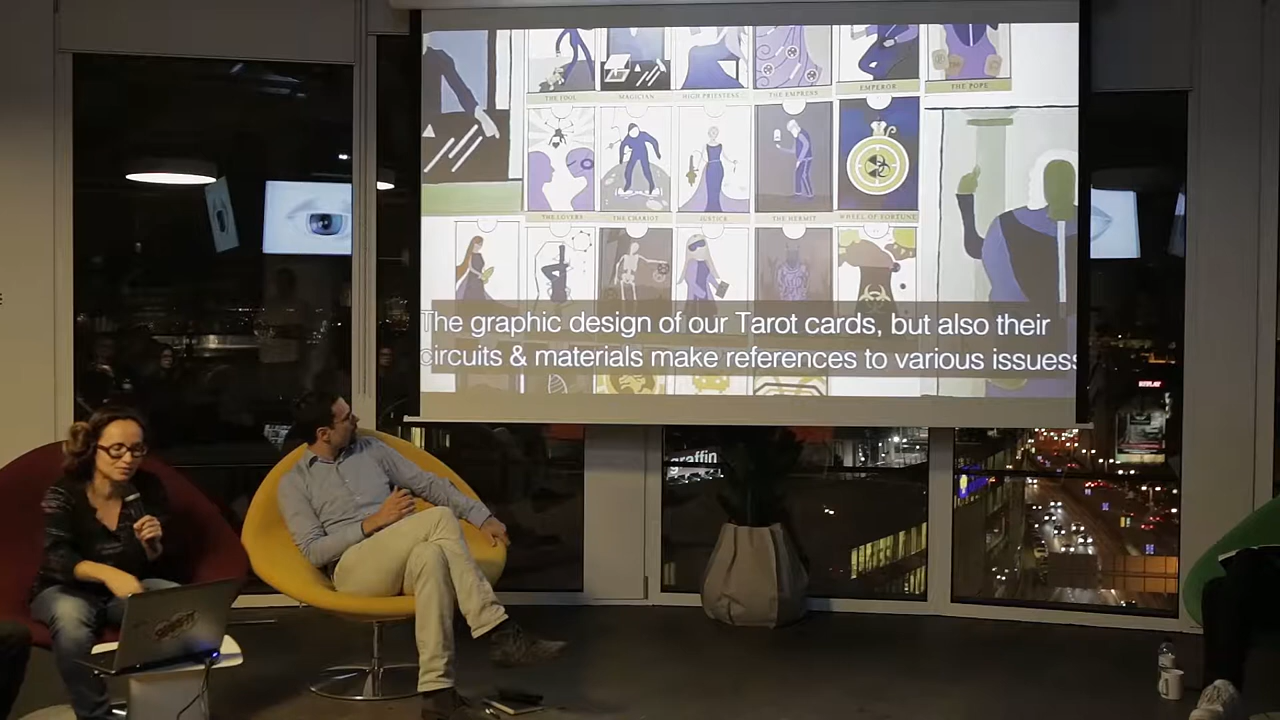 THE FOOL
MAGICIAN
HIGH PRIESTESS
THE EMPRESS
EMPEROR
THE POPE
THE LOVERS
THE CHARIOT
JUSTICE
THE HERMIT
WHEEL OF FORTUNE
The graphic design of our Tarot cards, but also their
circuits & materials make references to various issues
graffin